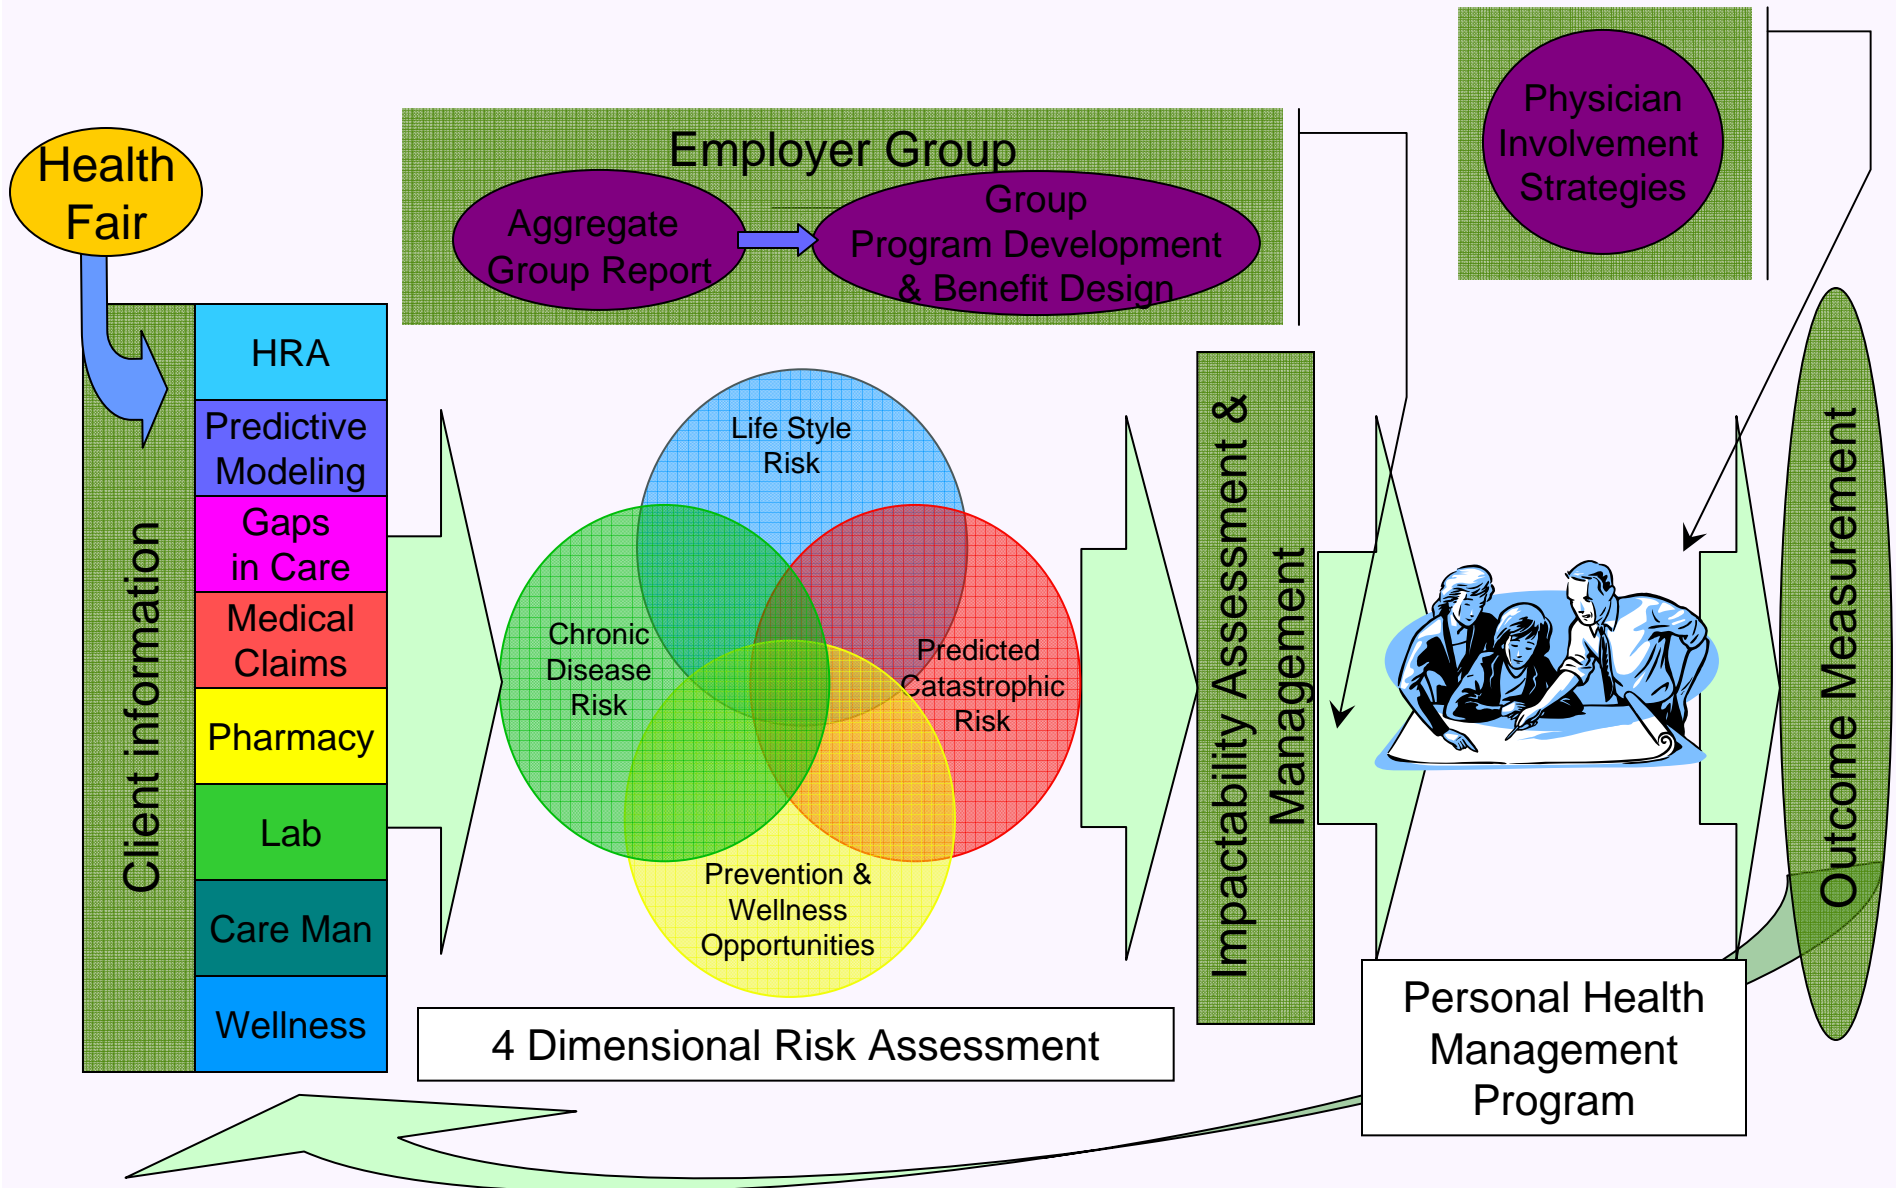 Health
Fair
Employer Group
Aggregate
Group Report
Group
Program Development
& Benefit Design
Physician
Involvement
Strategies
Client information
HRA
Predictive
Modeling
Gaps
in Care
Medical
Claims
Pharmacy
Lab
Care Man
Wellness
Life Style
Risk
Chronic
Disease
Risk
Predicted
Catastrophic
Risk
Prevention &
Wellness
Opportunities
4 Dimensional Risk Assessment
Impactability Assessment &
Management
Personal Health
Management
Program
Outcome Measurement